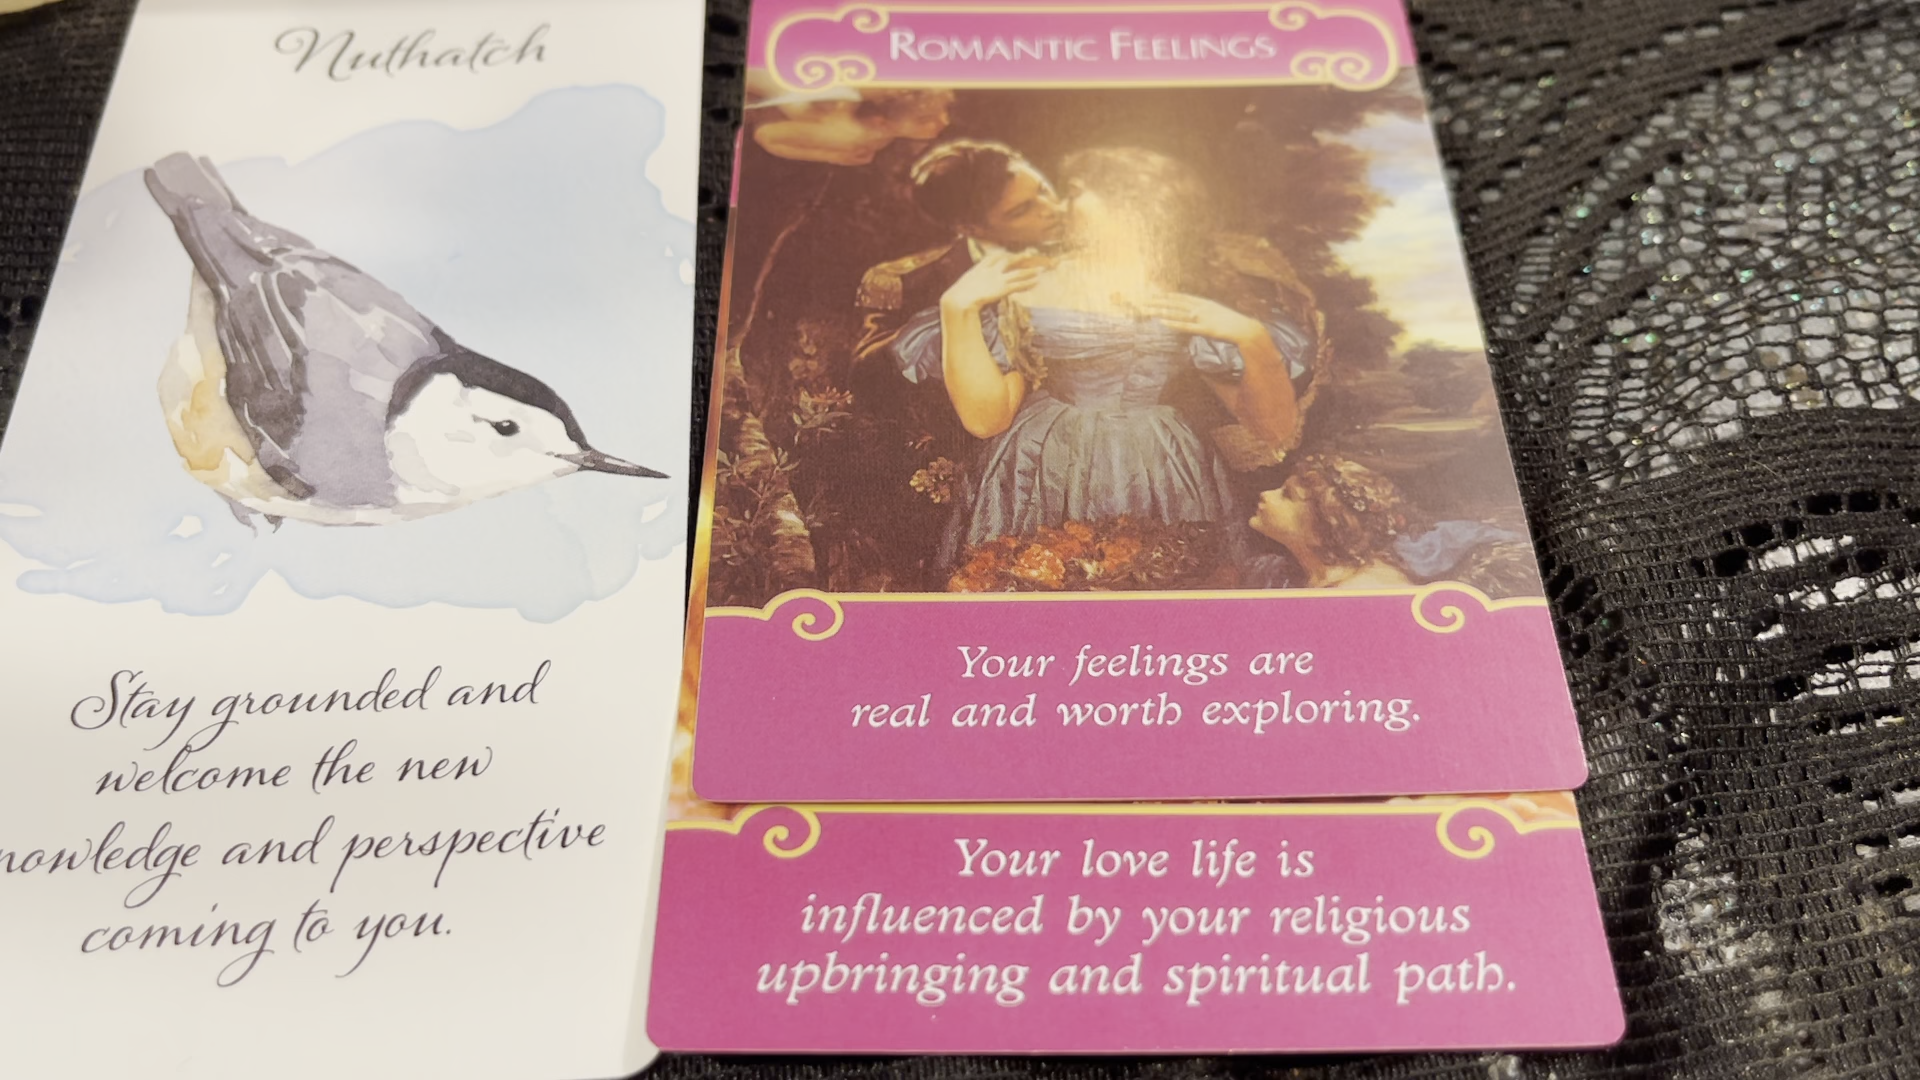 Nuthatch
Stay grounded and
welcome the new
nowledge and perspective
coming to you.
ROMANTIC FEELINGS
Your feelings are
real and worth exploring.
Your love life is
influenced by your religious
upbringing and spiritual path.